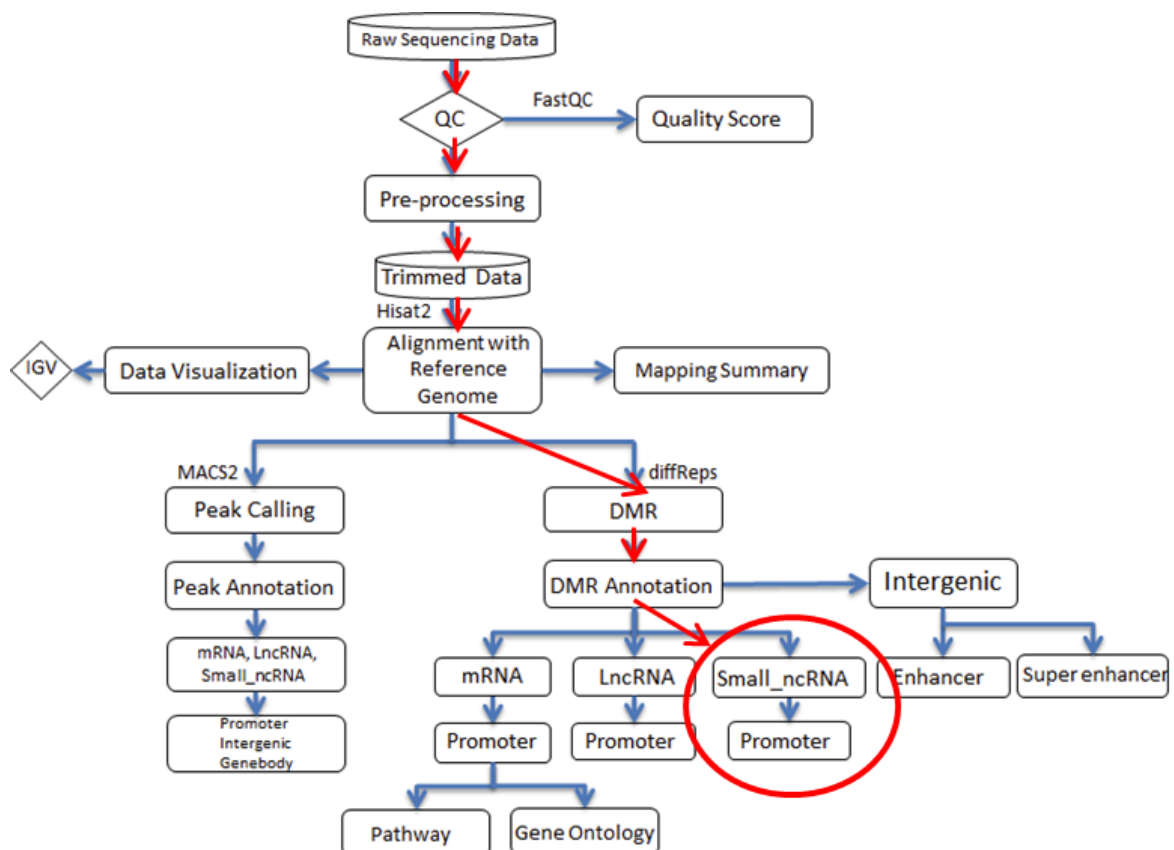 Raw Sequencing Data
FastQC
QC
Quality Score
Pre-processing
Trimmed Data
Hisat2
Alignment with
Reference
Genome
IGV
Data Visualization
Mapping Summary
MACS2
diffReps
Peak Calling
DMR
Peak Annotation
DMR Annotation
Intergenic
mRNA, LncRNA,
Small_ncRNA
mRNA
LncRNA
Small_ncRNA
Enhancer
Super enhancer
Promoter
Intergenic
Genebody
Promoter
Promoter
Promoter
Pathway
Gene Ontology